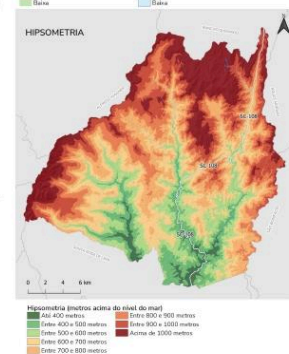 Baixa Baixa
HIPSOMETRIA
SC-108
SC-108
0 2 4 6 km
Hipsometria (metros acima do nível do mar)
Até 400 metros Entre 800 e 900 metros
Entre 400 e 500 metros Entre 900 e 1000 metros
Entre 500 e 600 metros Acima de 1000 metros
Entre 600 e 700 metros
Entre 700 e 800 metros